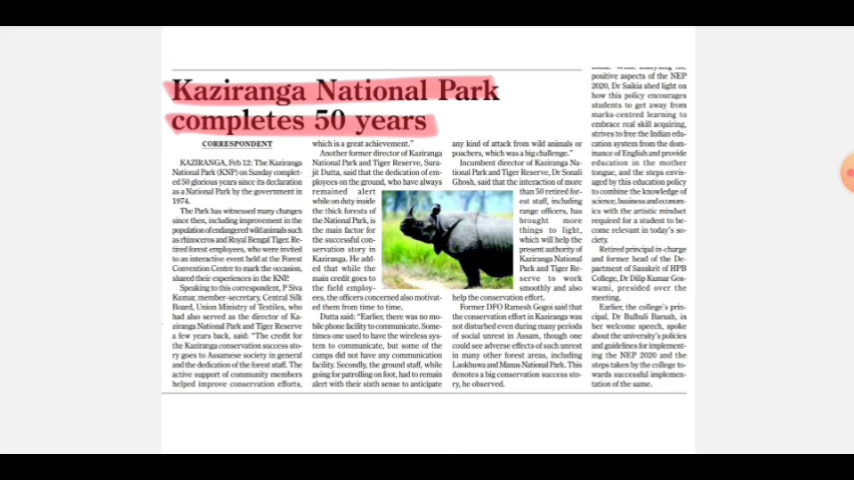 Kaziranga National Park
completes 50 years
CORRESPONDENT
KAZIRANGA, Feb 12: The Kaziranga
National Park (KNP) on Sunday complet-
ed 50 glorious years since its declaration
as a National Park by the government in
1974.
The Park has witnessed many changes
since then, including improvement in the
population of endangered wild animals such
as rhinoceros and Royal Bengal Tiger. Re-
tired forest employees, who were invited
to an interactive event held at the Forest
Convention Centre to mark the occasion,
shared their experiences in the KNP.
Speaking to this correspondent, P Siva
Kumar, member-secretary, Central Silk
Board, Union Ministry of Textiles, who
had also served as the director of Ka-
ziranga National Park and Tiger Reserve
a few years back, said: "The credit for
the Kaziranga conservation success sto-
ry goes to Assamese society in general
and the dedication of the forest staff. The
active support of community members
helped improve conservation efforts,
which is a great achievement."
Another former director of Kaziranga
National Park and Tiger Reserve, Sura-
jit Dutta, said that the dedication of em-
ployees on the ground, who have always
remained alert
while on duty inside
the thick forests of
the National Park, is
the main factor for
the successful con-
servation story in
Kaziranga. He add-
ed that while the
main credit goes to
the field employ-
ees, the officers concerned also motivat-
ed them from time to time.
Dutta said: "Earlier, there was no mo-
bile phone facility to communicate. Some-
times one used to have the wireless sys-
tem to communicate, but some of the
camps did not have any communication
facility. Secondly, the ground staff, while
going for patrolling on foot, had to remain
alert with their sixth sense to anticipate
any kind of attack from wild animals or
poachers, which was a big challenge."
Incumbent director of Kaziranga Na-
tional Park and Tiger Reserve, Dr Sonali
Ghosh, said that the interaction of more
than 50 retired for-
est staff, including
range officers, has
brought more
things to light,
which will help the
present authority of
Kaziranga National
Park and Tiger Re-
serve to work
smoothly and also
help the conservation effort.
Former DFO Ramesh Gogoi said that
the conservation effort in Kaziranga was
not disturbed even during many periods
of social unrest in Assam, though one
could see adverse effects of such unrest
in many other forest areas, including
Laokhuwa and Manas National Park. This
denotes a big conservation success sto-
ry, he observed.
positive aspects of the NEP
2020, Dr Saikia shed light on
how this policy encourages
students to get away from
marks-centred learning to
embrace real skill acquiring,
strives to free the Indian edu-
cation system from the dom-
inance of English and provide
education in the mother
tongue, and the steps envis-
aged by this education policy
to combine the knowledge of
science, business and econom-
ics with the artistic mindset
required for a student to be-
come relevant in today's so-
ciety.
Retired principal in-charge
and former head of the De-
partment of Sanskrit of HPB
College, Dr Dilip Kumar Gos-
wami, presided over the
meeting.
Earlier, the college's prin-
cipal, Dr Bulbuli Baruah, in
her welcome speech, spoke
about the university's policies
and guidelines for implement-
ing the NEP 2020 and the
steps taken by the college to-
wards successful implemen-
tation of the same.